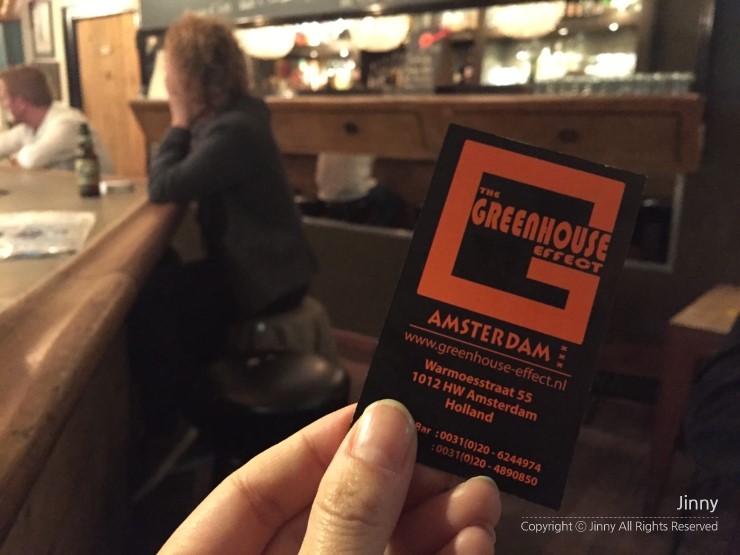 THE
GREENHOUSE
EFFECT
AMSTERDAM XXX
www.greenhouse-effect.nl
Warmoesstraat 55
1012 HW Amsterdam
Holland
Bar :0031(0)20 - 6244974
:0031(0)20 - 4890850
Jinny
Copyright © Jinny All Rights Reserved